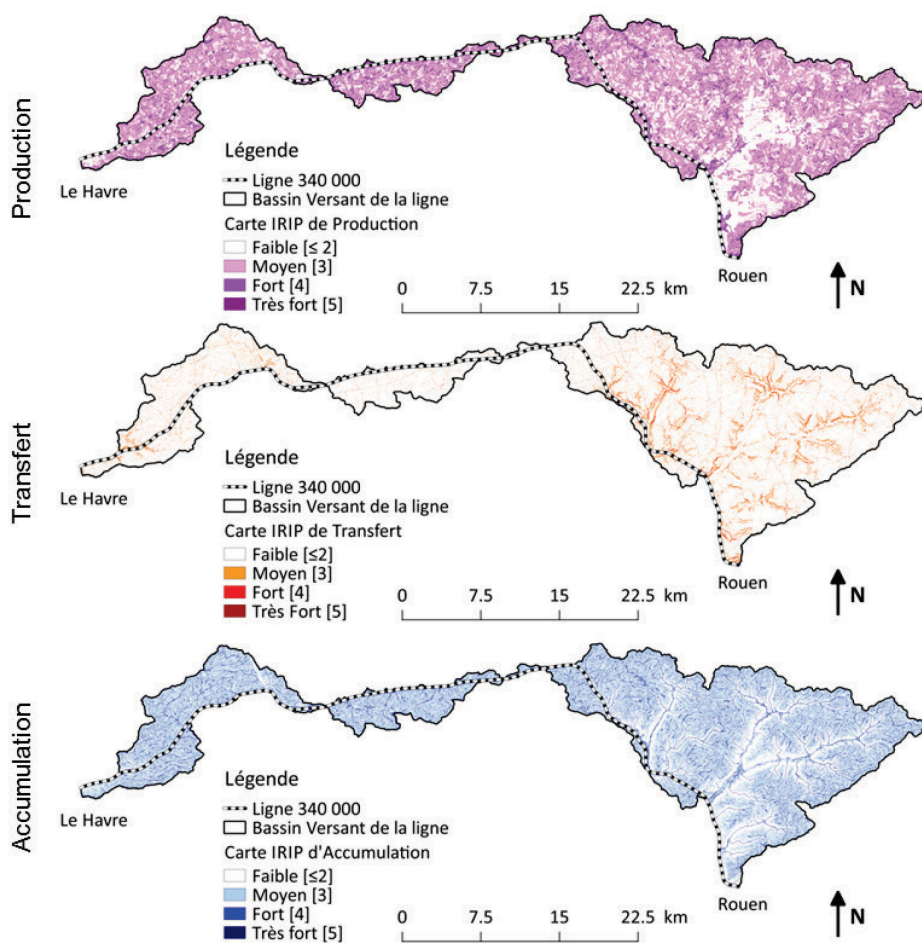 Production
Le Havre
Légende
Ligne 340 000
Bassin Versant de la ligne
Carte IRIP de Production
Faible [≤ 2]
Moyen [3]
Fort [4]
Très fort [5]
0 7.5 15 22.5 km
Rouen
N
Transfert
Le Havre
Légende
Ligne 340 000
Bassin Versant de la ligne
Carte IRIP de Transfert
Faible [≤2]
Moyen [3]
Fort [4]
Très Fort [5]
0 7.5 15 22.5 km
Rouen
N
Accumulation
Le Havre
Légende
Ligne 340 000
Bassin Versant de la ligne
Carte IRIP d'Accumulation
Faible [≤2]
Moyen [3]
Fort [4]
Très fort [5]
0 7.5 15 22.5 km
Rouen
N